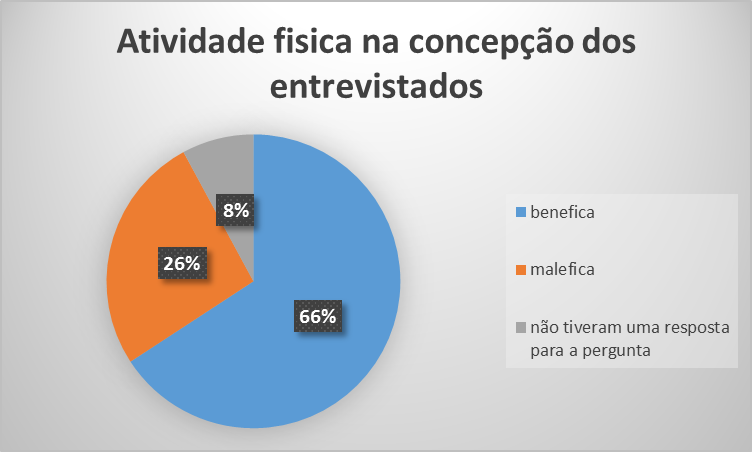 Atividade fisica na concepção dos
entrevistados
8%
26%
66%
benefica
malefica
não tiveram uma resposta
para a pergunta